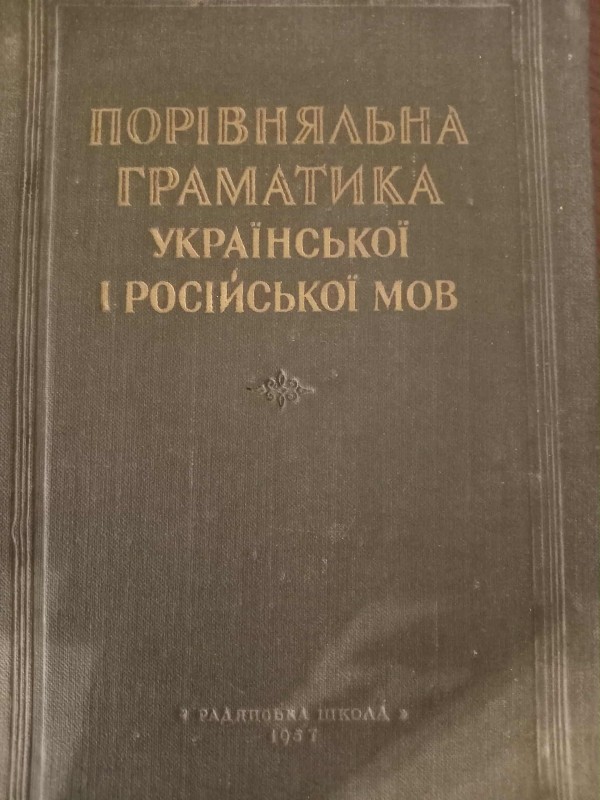 ПОРІВНЯЛЬНА
ГРАМАТИКА
УКРАЇНСЬКОЇ
І РОСІЙСЬКОЇ МОВ
«РАДЯНСЬКА ШКОЛА»
1957